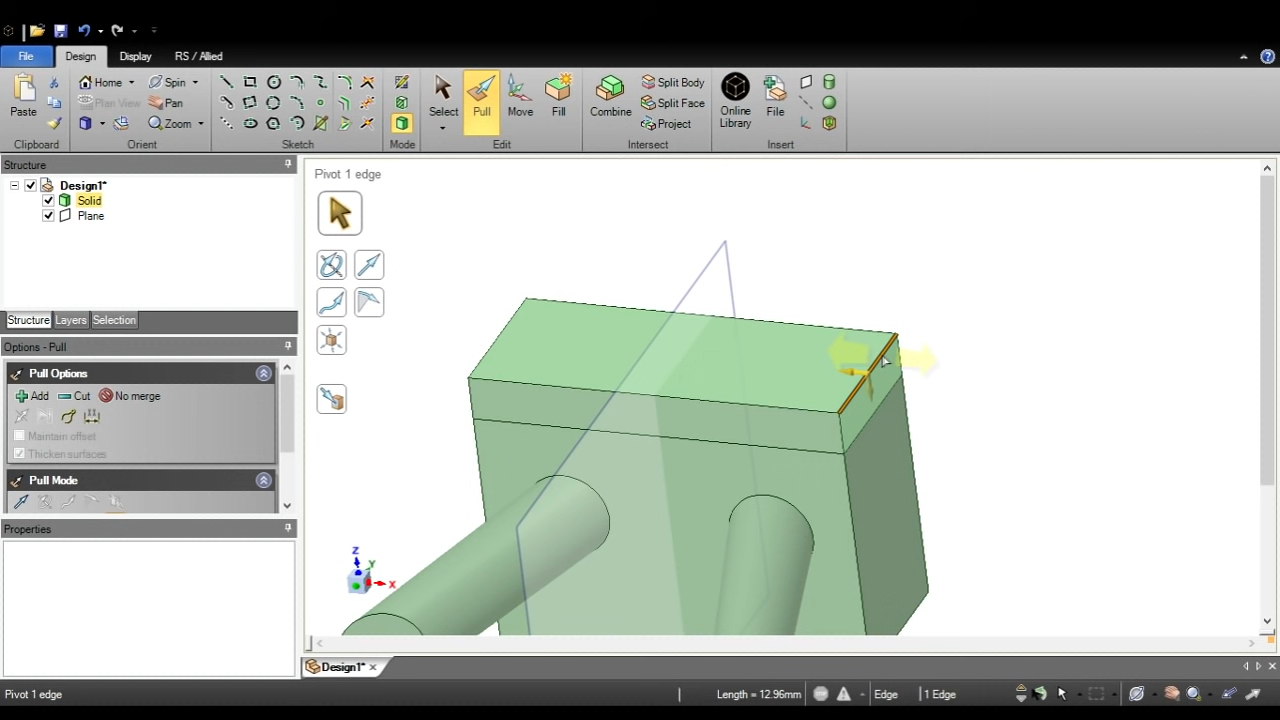 File Design Display RS / Allied
Paste
Home Spin
Plan View Pan
Zoom
Select Pull Move Fill
Combine
Split Body
Split Face
Project
Online Library
File
Clipboard Orient Sketch Mode Edit Intersect Insert
Structure
Design1*
Solid
Plane
Structure Layers Selection
Options - Pull
Pull Options
Add Cut No merge
Maintain offset
Thicken surfaces
Pull Mode
Properties
Pivot 1 edge
Z
Y
X
Design1*
Pivot 1 edge Length = 12.96mm Edge 1 Edge